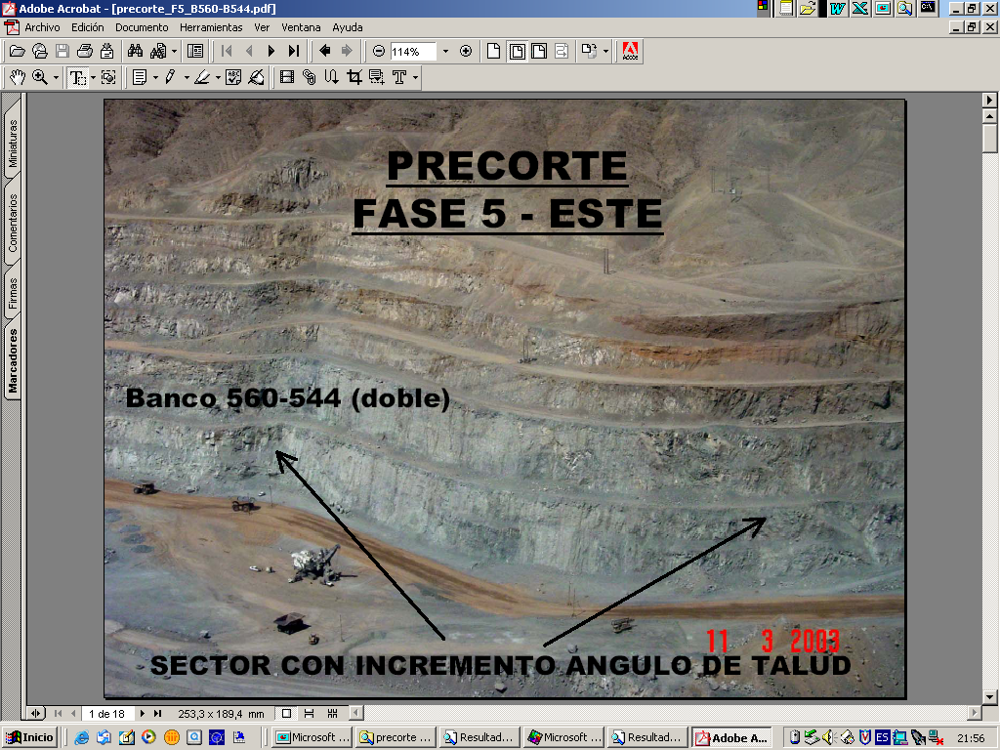 Adobe Acrobat - [precorte_F5_B560-B544.pdf]
Archivo Edición Documento Herramientas Ver Ventana Ayuda
114%
Adobe
Miniaturas
Comentarios
Firmas
Marcadores
PRECORTE
FASE 5 - ESTE
Banco 560-544 (doble)
11 3 2003
SECTOR CON INCREMENTO ANGULO DE TALUD
1 de 18 253,3 x 189,4 mm
Inicio Microsoft ... precorte ... Resultad... Microsoft ... Resultad... Adobe A... ES 21:56